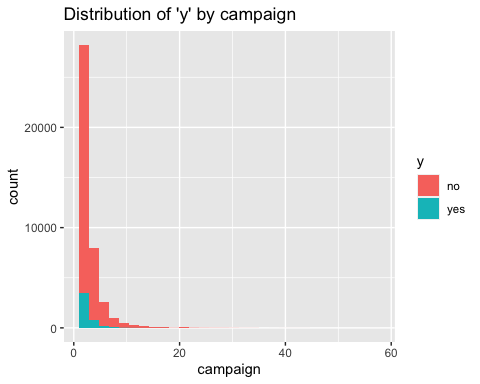 Distribution of 'y' by campaign
count
20000
10000
0
0
20
40
60
campaign
y
no
yes